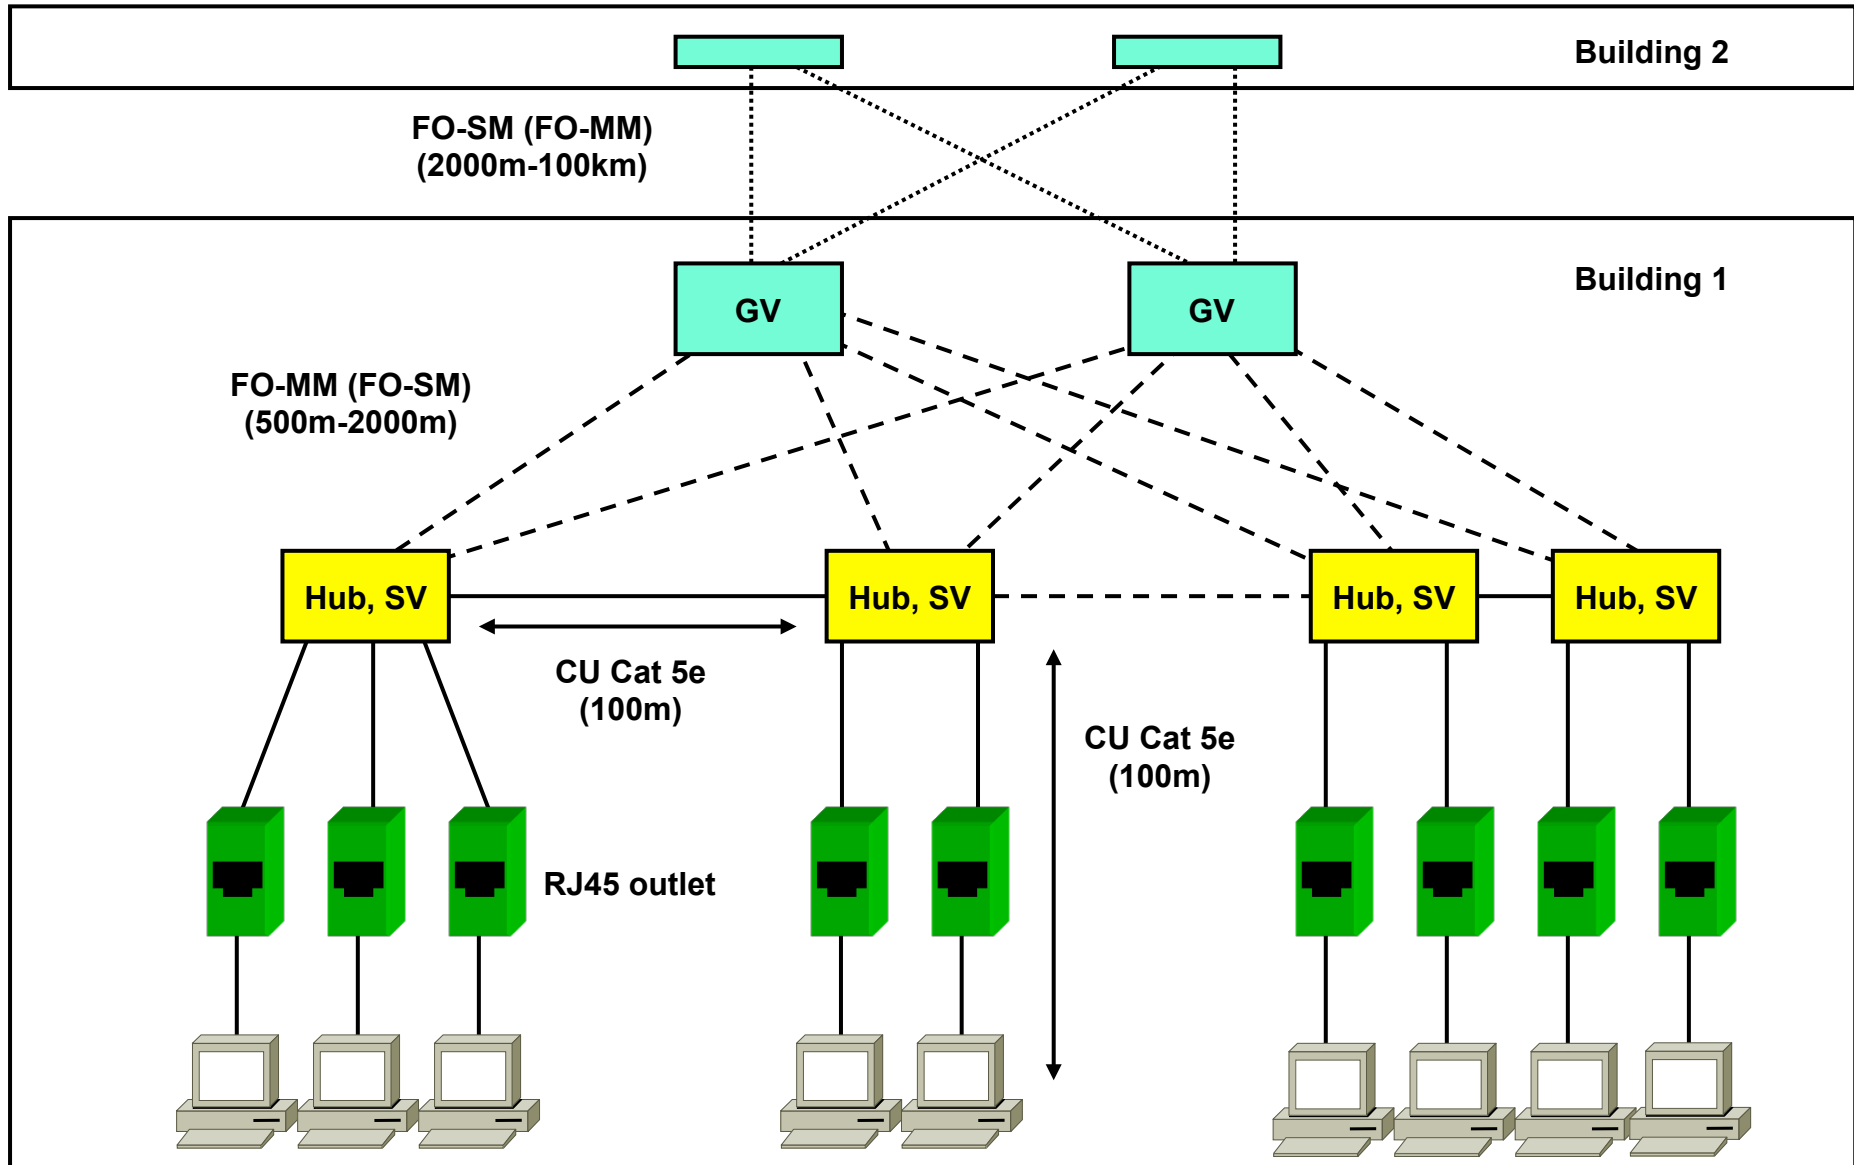 Building 2
FO-SM (FO-MM)
(2000m-100km)
Building 1
GV
GV
FO-MM (FO-SM)
(500m-2000m)
Hub, SV
Hub, SV
Hub, SV
Hub, SV
CU Cat 5e
(100m)
CU Cat 5e
(100m)
RJ45 outlet